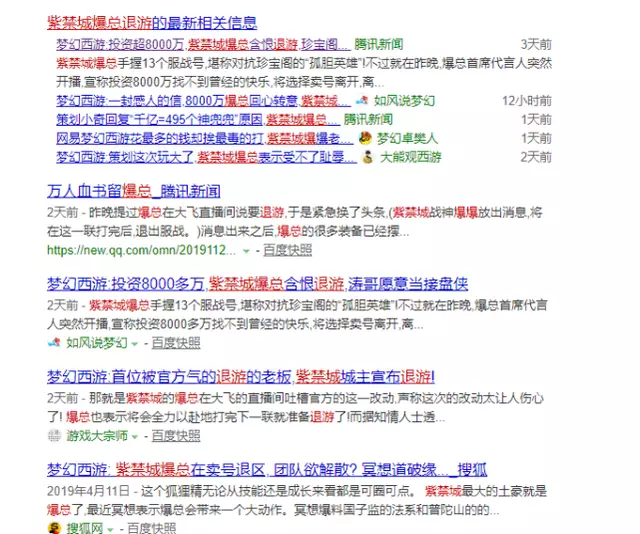 紫禁城爆总退游的最新相关信息
梦幻西游:投资超8000万,紫禁城爆总含恨退游,珍宝阁... 腾讯新闻 3天前
紫禁城爆总手握13个服战号,堪称对抗珍宝阁的“孤胆英雄”!不过就在昨晚,爆总首席代言人突然
开播,宣称投资8000万多找不到曾经的快乐,将选择卖号离开,离...
梦幻西游:一封感人的信,8000万爆总回心转意,紫禁城... 如风说梦幻 12小时前
策划小奇回复“千亿=495个神兜兜”原因,紫禁城爆总... 腾讯新闻 1天前
网易梦幻西游花最多的钱却挨最毒的打,紫禁城爆爆老... 梦幻卓樊人 1天前
梦幻西游:策划这次玩大了,紫禁城爆总表示受不了耻辱... 大熊观西游 2天前
万人血书留爆总_腾讯新闻
2天前 - 昨晚提过爆总在大飞直播间说要退游,于是紧急换了头条,(紫禁城战神爆爆放出消息,将
在这一联打完后,退出服战。)消息出来之后,爆总的很多装备已经摆...
https://new.qq.com/omn/2019112... - 百度快照
梦幻西游:投资8000多万,紫禁城爆总含恨退游,涛哥愿意当接盘侠
2天前 - 紫禁城爆总手握13个服战号,堪称对抗珍宝阁的“孤胆英雄”!不过就在昨晚,爆总首席代言
人突然开播,宣称投资8000多万找不到曾经的快乐,将选择卖号离开,离...
如风说梦幻 - 百度快照
梦幻西游:首位被官方气的退游的老板,紫禁城城主宣布退游!
2天前 - 那就是紫禁城的爆总在大飞的直播间吐槽官方的这一改动,声称这次的改动太让人伤心
了! 爆总也表示将会全力以赴地打完下一联就准备退游了!而据知情人士透...
游戏大宗师 - 百度快照
梦幻西游: 紫禁城爆总在卖号退区, 团队欲解散? 冥想道破缘..._搜狐
2019年4月11日 - 这个狐狸精无论从技能还是成长来看都是可圈可点。 紫禁城最大的土豪就是
爆总了,最近冥想表示爆总会带来一个大动作。冥想爆料国子监的法系和普陀山的的...
搜狐网 - 百度快照